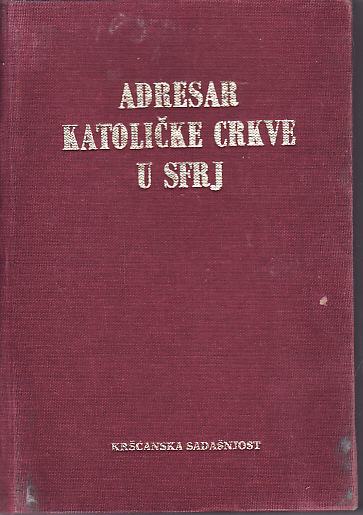 ADRESAR
KATOLIČKE CRKVE
U SFRJ
KRŠĆANSKA SADAŠNJOST